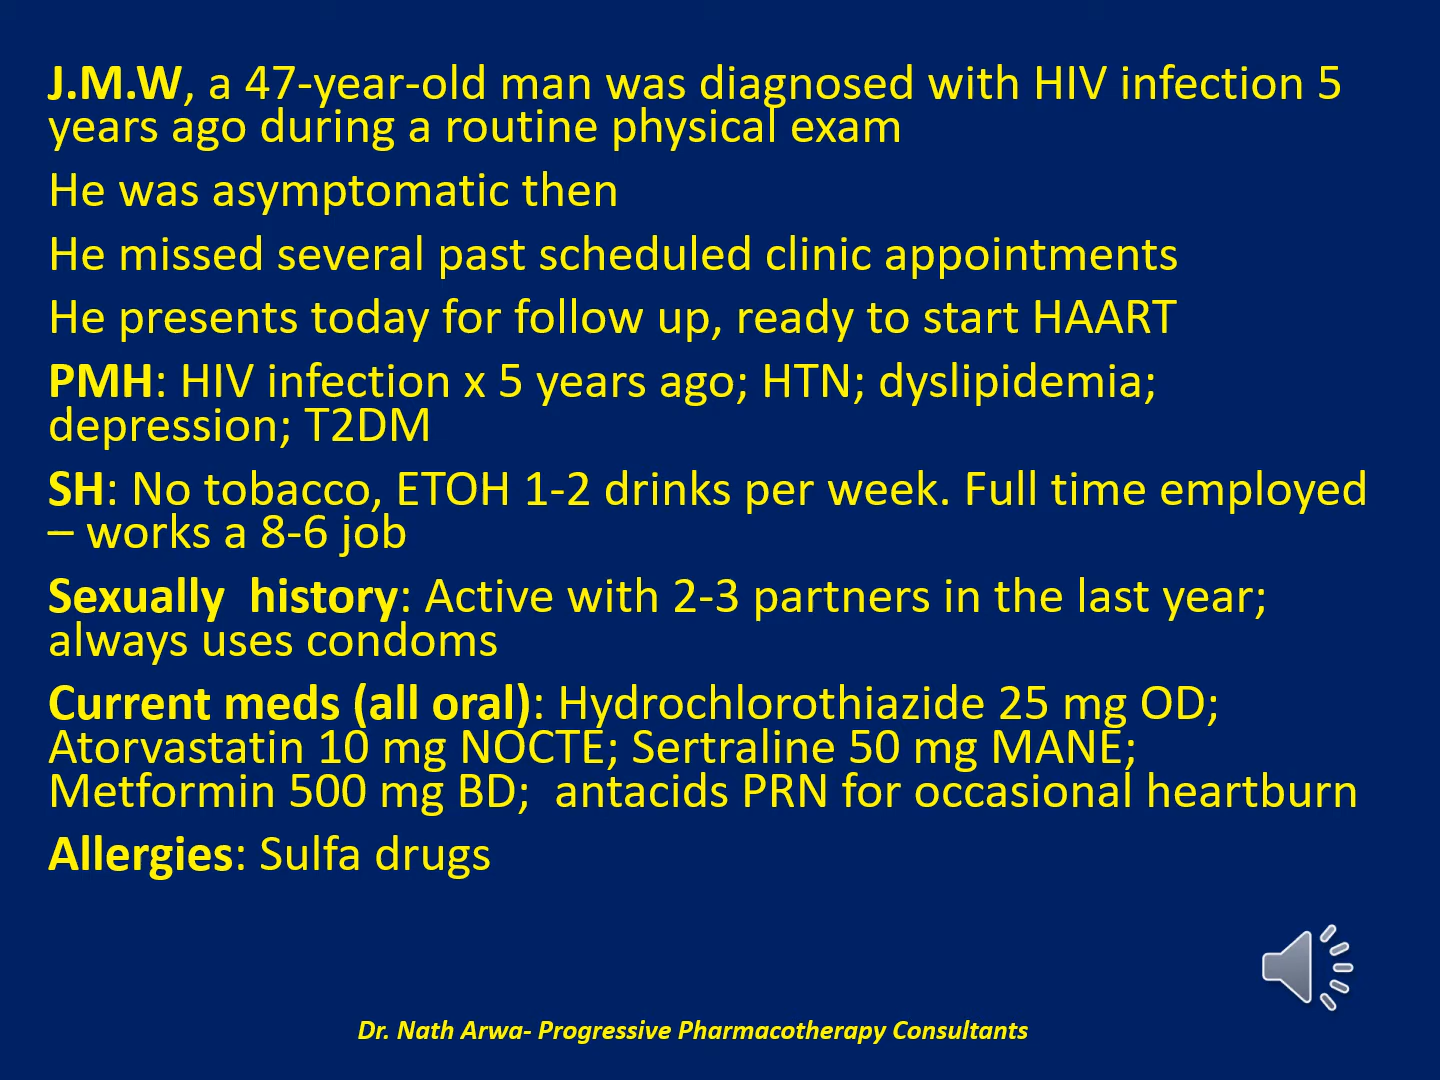 J.M.W, a 47-year-old man was diagnosed with HIV infection 5
years ago during a routine physical exam
He was asymptomatic then
He missed several past scheduled clinic appointments
He presents today for follow up, ready to start HAART
PMH: HIV infection x 5 years ago; HTN; dyslipidemia;
depression; T2DM
SH: No tobacco, ETOH 1-2 drinks per week. Full time employed
– works a 8-6 job
Sexually  history: Active with 2-3 partners in the last year;
always uses condoms
Current meds (all oral): Hydrochlorothiazide 25 mg OD;
Atorvastatin 10 mg NOCTE; Sertraline 50 mg MANE;
Metformin 500 mg BD;  antacids PRN for occasional heartburn
Allergies: Sulfa drugs
Dr. Nath Arwa- Progressive Pharmacotherapy Consultants